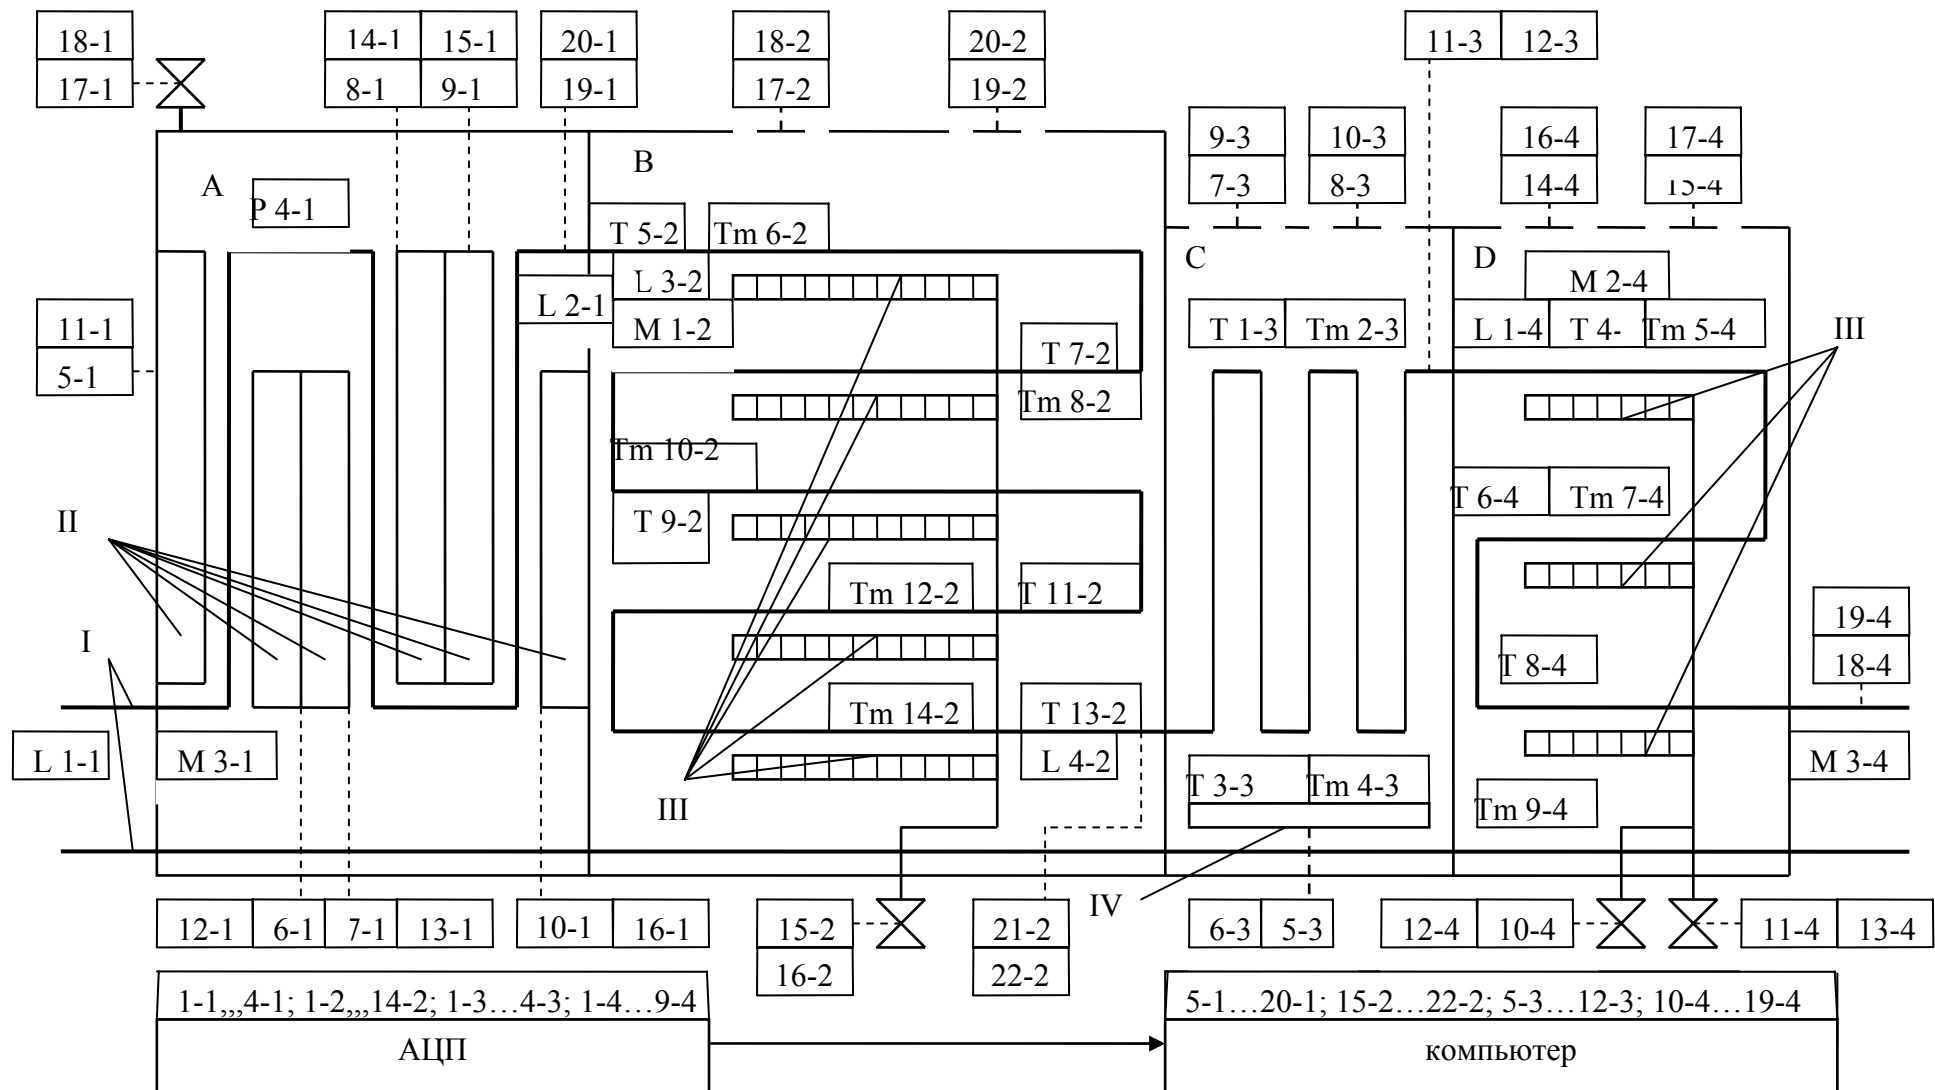 18-1 14-1 15-1 20-1 18-2 20-2 11-3 12-3
17-1 8-1 9-1 19-1 17-2 19-2
9-3 10-3 16-4 17-4
7-3 8-3 14-4 15-4
A
B
P 4-1
T 5-2 Tm 6-2
C
D
L 3-2
M 2-4
L 2-1
11-1
M 1-2
T 1-3 Tm 2-3
L 1-4 T 4- Tm 5-4
III
5-1
T 7-2
Tm 8-2
Tm 10-2
T 6-4 Tm 7-4
II
T 9-2
Tm 12-2 T 11-2
19-4
I
T 8-4
18-4
Tm 14-2 T 13-2
L 1-1 M 3-1
L 4-2
M 3-4
T 3-3 Tm 4-3
III
Tm 9-4
IV
12-1 6-1 7-1 13-1 10-1 16-1 15-2 21-2 6-3 5-3 12-4 10-4 11-4 13-4
16-2 22-2
1-1,,,4-1; 1-2,,,14-2; 1-3…4-3; 1-4…9-4
5-1…20-1; 15-2…22-2; 5-3…12-3; 10-4…19-4
АЦП
компьютер